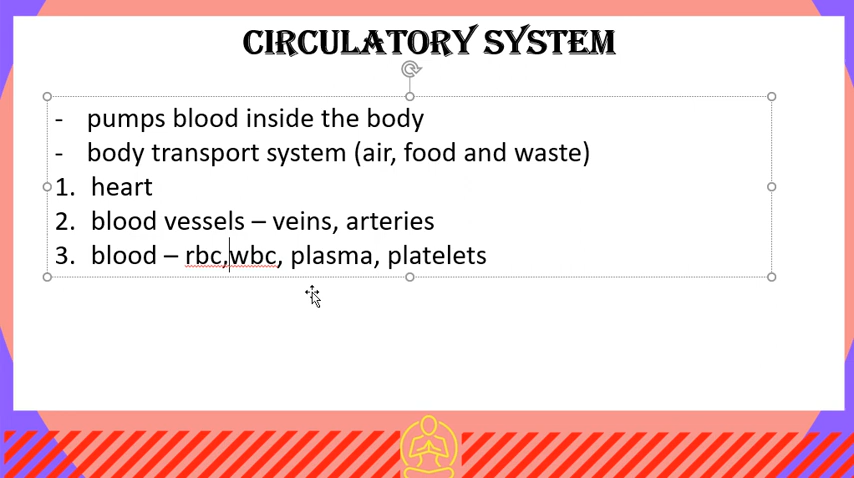 CIRCULATORY SYSTEM
- pumps blood inside the body
- body transport system (air, food and waste)
1. heart
2. blood vessels – veins, arteries
3. blood – rbc,wbc, plasma, platelets